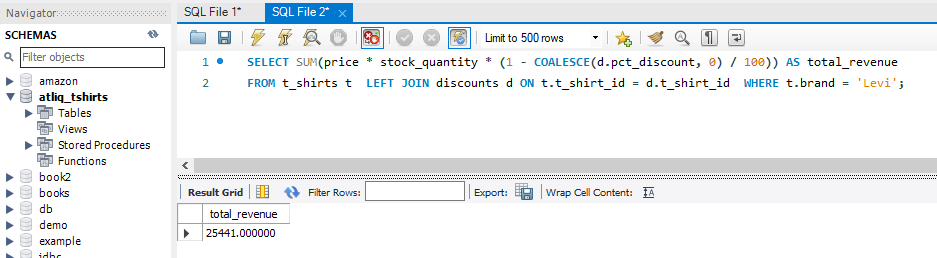 Navigator
SQL File 1*
SQL File 2*
SCHEMAS
Filter objects
amazon
atliq_tshirts
Tables
Views
Stored Procedures
Functions
book2
books
db
demo
example
Limit to 500 rows
1 SELECT SUM(price * stock_quantity * (1 - COALESCE(d.pct_discount, 0) / 100)) AS total_revenue
2 FROM t_shirts t  LEFT JOIN discounts d ON t.t_shirt_id = d.t_shirt_id  WHERE t.brand = 'Levi';
Result Grid
Filter Rows:
Export:
Wrap Cell Content:
total_revenue
25441.000000